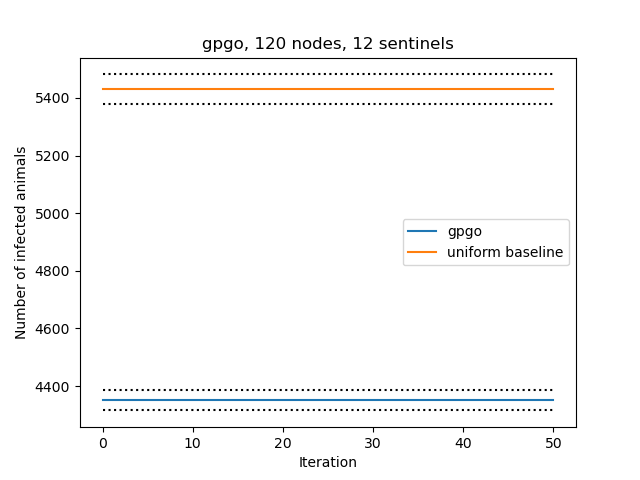 gpgo, 120 nodes, 12 sentinels
Number of infected animals
5400
5200
5000
4800
4600
4400
gpgo
uniform baseline
0 10 20 30 40 50
Iteration